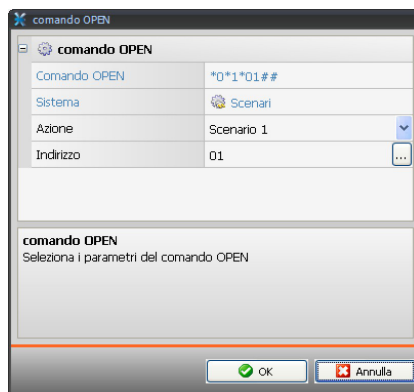 comando OPEN
comando OPEN
Comando OPEN *0*1*01##
Sistema Scenari
Azione Scenario 1
Indirizzo 01 ...
comando OPEN
Seleziona i parametri del comando OPEN
OK Annulla